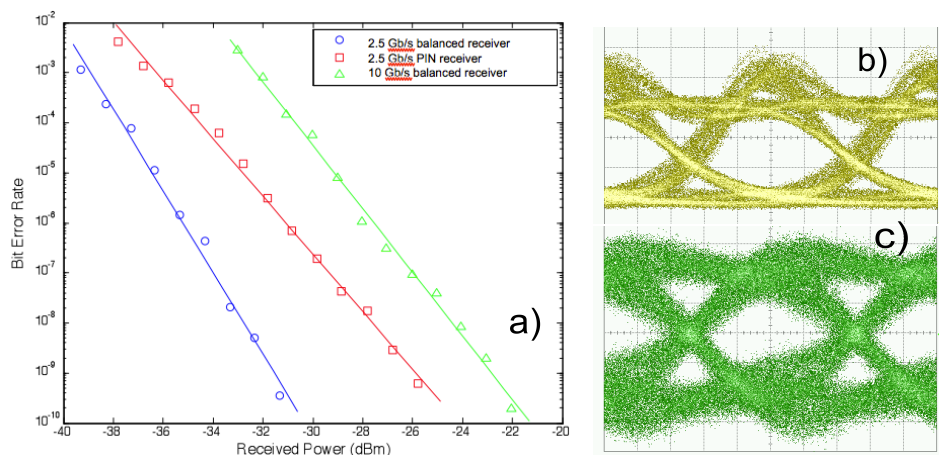 10⁻²
10⁻³
10⁻⁴
10⁻⁵
10⁻⁶
10⁻⁷
10⁻⁸
10⁻⁹
10⁻¹⁰
Bit Error Rate
2.5 Gb/s balanced receiver
2.5 Gb/s PIN receiver
10 Gb/s balanced receiver
a)
-40 -38 -36 -34 -32 -30 -28 -26 -24 -22 -20
Received Power (dBm)
b)
c)